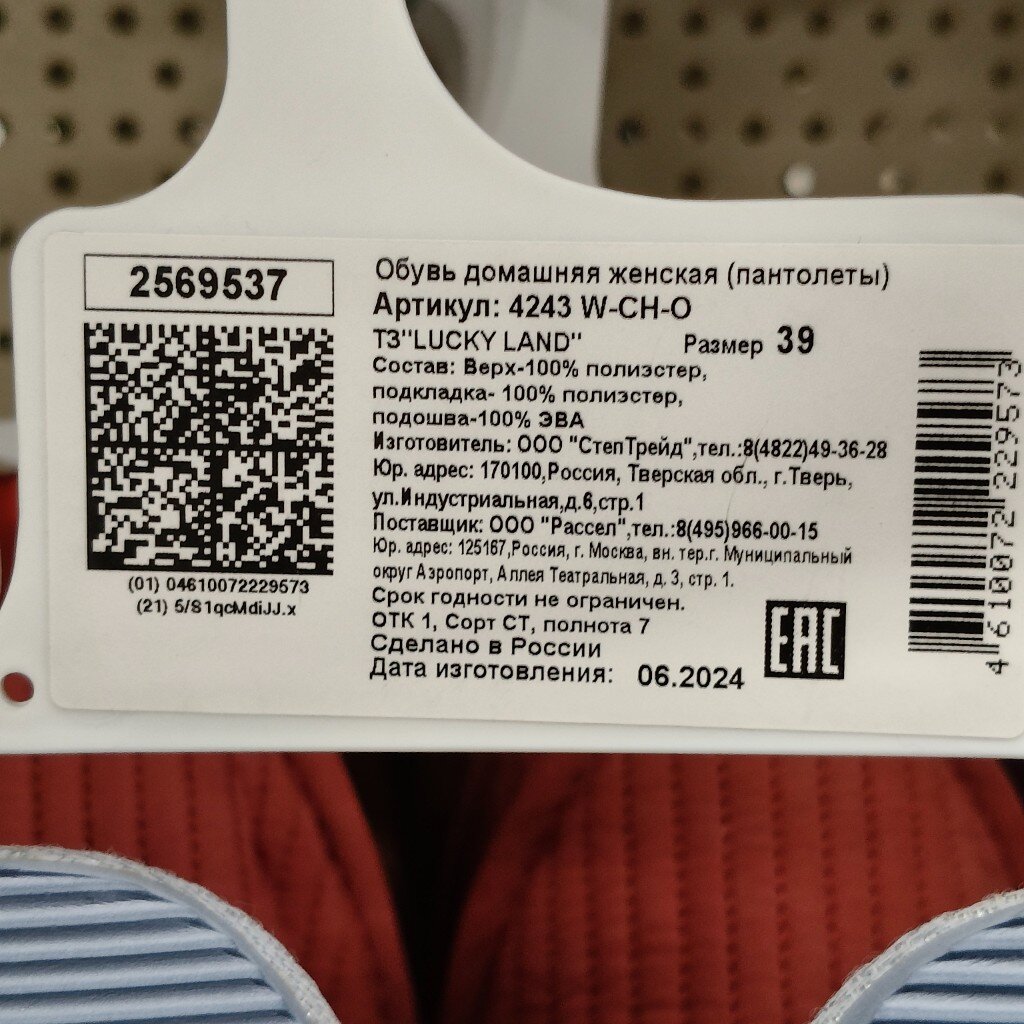 2569537
(01) 04610072229573
(21) 5/81qcMdiJJ.x
Обувь домашняя женская (пантолеты)
Артикул: 4243 W-CH-O
ТЗ"LUCKY LAND" Размер 39
Состав: Верх-100% полиэстер,
подкладка- 100% полиэстер,
подошва-100% ЭВА
Изготовитель: ООО "СтепТрейд",тел.:8(4822)49-36-28
Юр. адрес: 170100,Россия, Тверская обл., г.Тверь,
ул.Индустриальная,д.6,стр.1
Поставщик: ООО "Рассел",тел.:8(495)966-00-15
Юр. адрес: 125167,Россия, г. Москва, вн. тер.г. Муниципальный
округ Аэропорт, Аллея Театральная, д. 3, стр. 1.
Срок годности не ограничен.
ОТК 1, Сорт СТ, полнота 7
Сделано в России
Дата изготовления: 06.2024
EAC
4 610072 229573